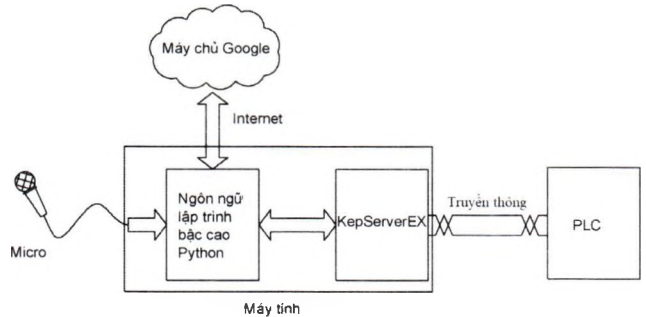 Máy chủ Google
Internet
Ngôn ngữ
lập trình
bậc cao
Python
KepServerEX
Truyền thông
PLC
Micro
Máy tính